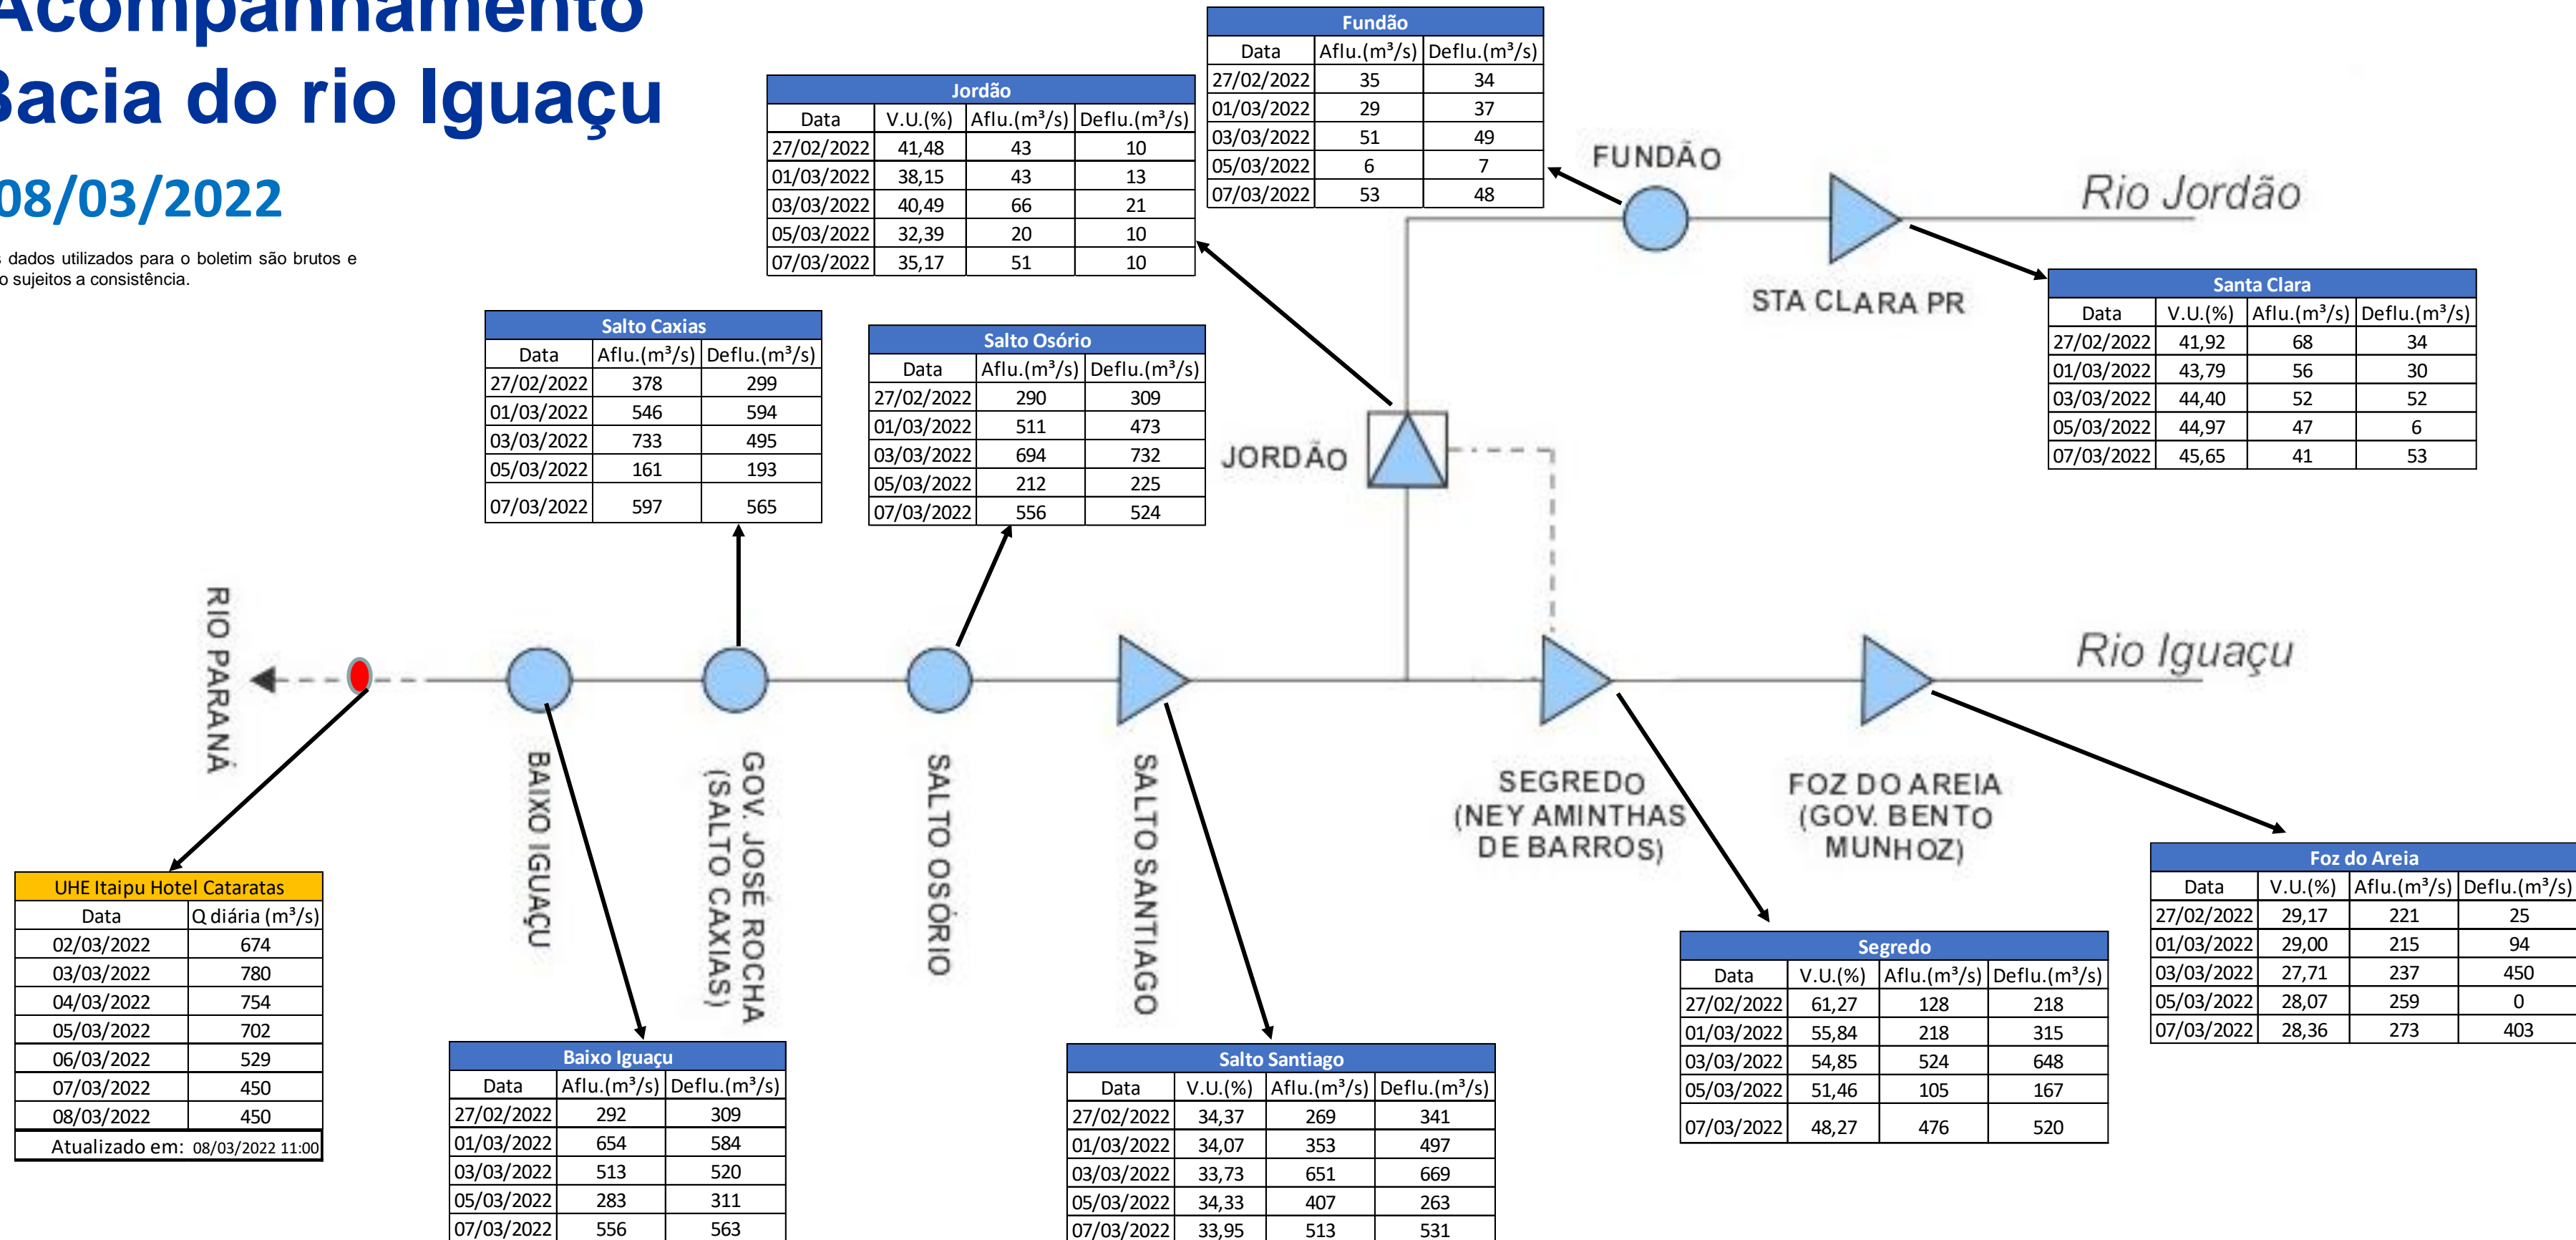 Acompanhamento
Bacia do rio Iguaçu
08/03/2022
s dados utilizados para o boletim são brutos e
o sujeitos a consistência.
Fundão
Data Aflu.(m³/s) Deflu.(m³/s)
27/02/2022 35 34
01/03/2022 29 37
03/03/2022 51 49
05/03/2022 6 7
07/03/2022 53 48
Jordão
Data V.U.(%) Aflu.(m³/s) Deflu.(m³/s)
27/02/2022 41,48 43 10
01/03/2022 38,15 43 13
03/03/2022 40,49 66 21
05/03/2022 32,39 20 10
07/03/2022 35,17 51 10
FUNDÃO
Rio Jordão
STA CLARA PR
Santa Clara
Data V.U.(%) Aflu.(m³/s) Deflu.(m³/s)
27/02/2022 41,92 68 34
01/03/2022 43,79 56 30
03/03/2022 44,40 52 52
05/03/2022 44,97 47 6
07/03/2022 45,65 41 53
Salto Caxias
Data Aflu.(m³/s) Deflu.(m³/s)
27/02/2022 378 299
01/03/2022 546 594
03/03/2022 733 495
05/03/2022 161 193
07/03/2022 597 565
Salto Osório
Data Aflu.(m³/s) Deflu.(m³/s)
27/02/2022 290 309
01/03/2022 511 473
03/03/2022 694 732
05/03/2022 212 225
07/03/2022 556 524
JORDÃO
RIO PARANÁ
Rio Iguaçu
BAIXO IGUAÇU
GOV. JOSÉ ROCHA
(SALTO CAXIAS)
SALTO OSÓRIO
SALTO SANTIAGO
SEGREDO
(NEY AMINTHAS
DE BARROS)
FOZ DO AREIA
(GOV. BENTO
MUNHOZ)
UHE Itaipu Hotel Cataratas
Data Q diária (m³/s)
02/03/2022 674
03/03/2022 780
04/03/2022 754
05/03/2022 702
06/03/2022 529
07/03/2022 450
08/03/2022 450
Atualizado em: 08/03/2022 11:00
Baixo Iguaçu
Data Aflu.(m³/s) Deflu.(m³/s)
27/02/2022 292 309
01/03/2022 654 584
03/03/2022 513 520
05/03/2022 283 311
07/03/2022 556 563
Salto Santiago
Data V.U.(%) Aflu.(m³/s) Deflu.(m³/s)
27/02/2022 34,37 269 341
01/03/2022 34,07 353 497
03/03/2022 33,73 651 669
05/03/2022 34,33 407 263
07/03/2022 33,95 513 531
Segredo
Data V.U.(%) Aflu.(m³/s) Deflu.(m³/s)
27/02/2022 61,27 128 218
01/03/2022 55,84 218 315
03/03/2022 54,85 524 648
05/03/2022 51,46 105 167
07/03/2022 48,27 476 520
Foz do Areia
Data V.U.(%) Aflu.(m³/s) Deflu.(m³/s)
27/02/2022 29,17 221 25
01/03/2022 29,00 215 94
03/03/2022 27,71 237 450
05/03/2022 28,07 259 0
07/03/2022 28,36 273 403